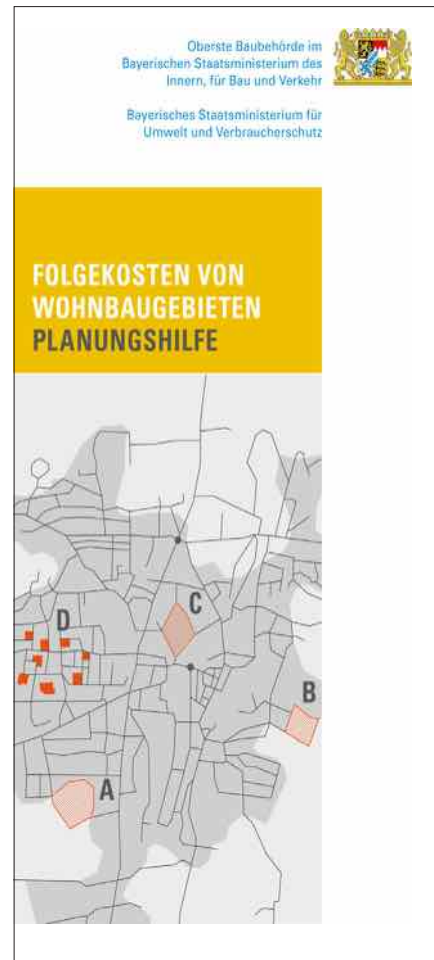 Oberste Baubehörde im
Bayerischen Staatsministerium des
Innern, für Bau und Verkehr
Bayerisches Staatsministerium für
Umwelt und Verbraucherschutz
FOLGEKOSTEN VON
WOHNBAUGEBIETEN
PLANUNGSHILFE
C
D
B
A